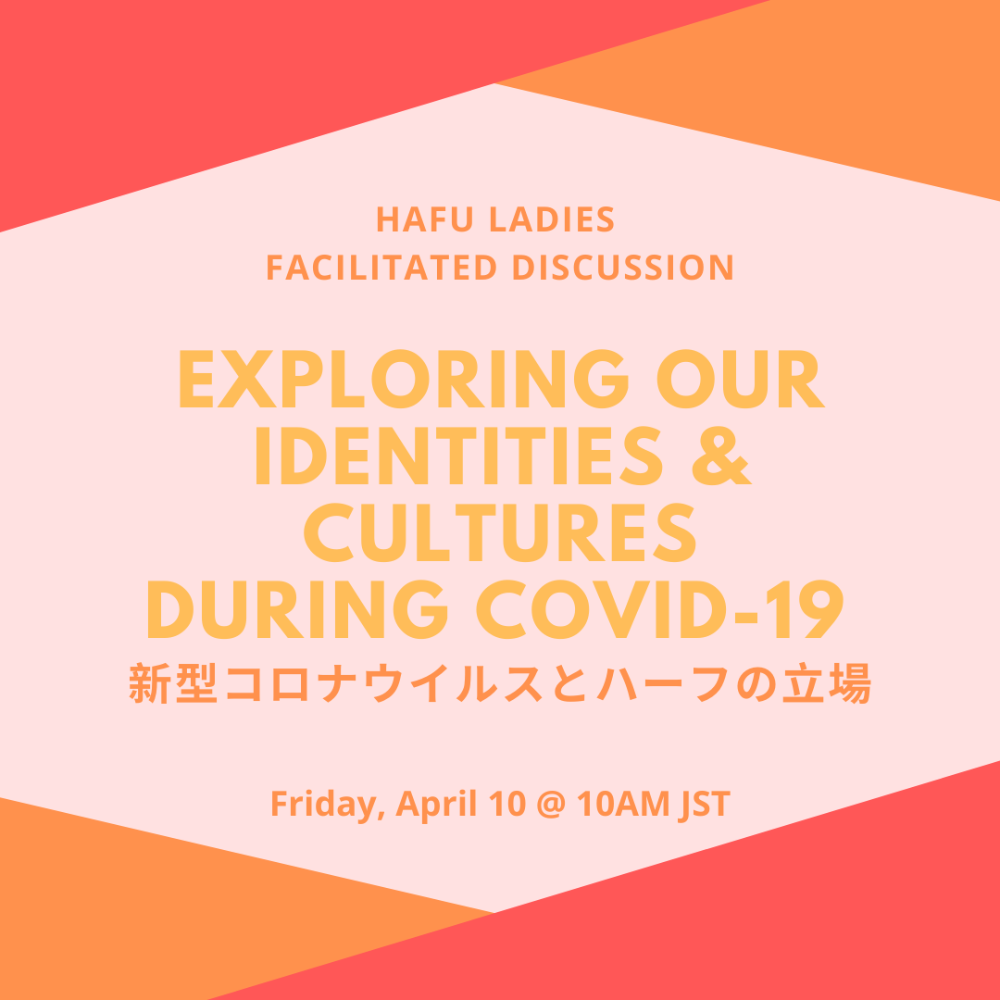 HAFU LADIES
FACILITATED DISCUSSION
EXPLORING OUR
IDENTITIES &
CULTURES
DURING COVID-19
新型コロナウイルスとハーフの立場
Friday, April 10 @ 10AM JST